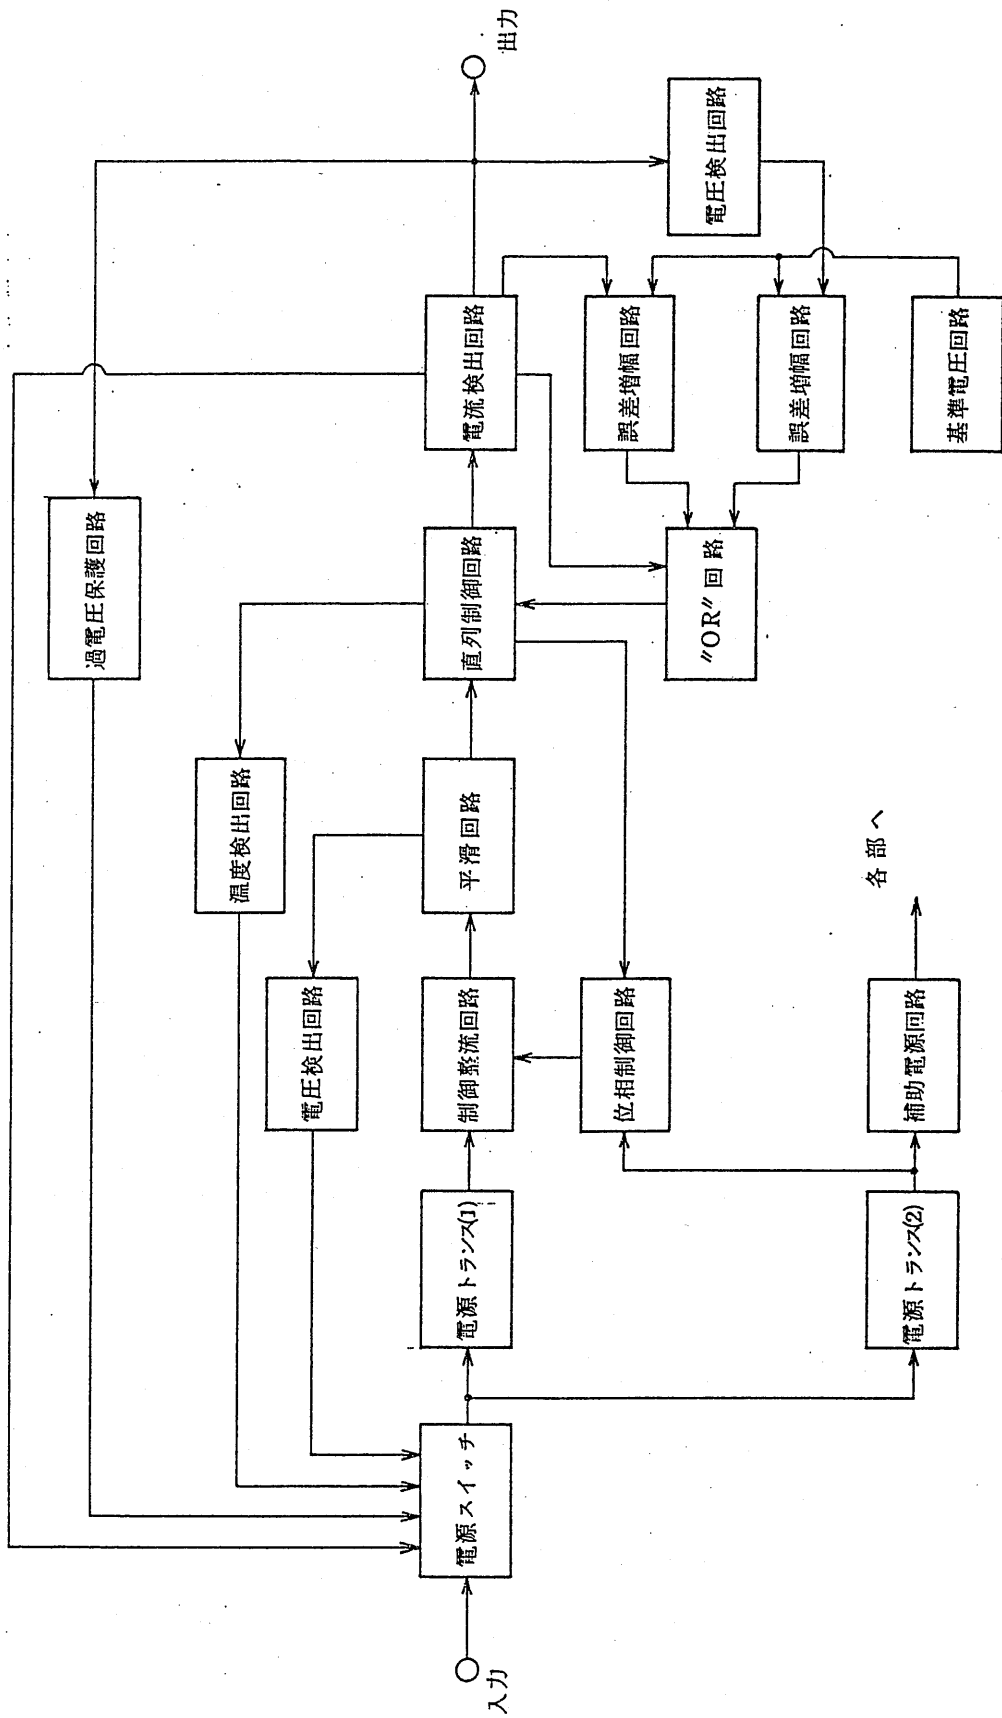 過電圧保護回路
温度検出回路
電圧検出回路
入力
電源スイッチ
電源トランス(1)
制御整流回路
平滑回路
直列制御回路
電流検出回路
出力
位相制御回路
"OR"回路
誤差増幅回路
電圧検出回路
誤差増幅回路
電源トランス(2)
補助電源回路
各部へ
基準電圧回路